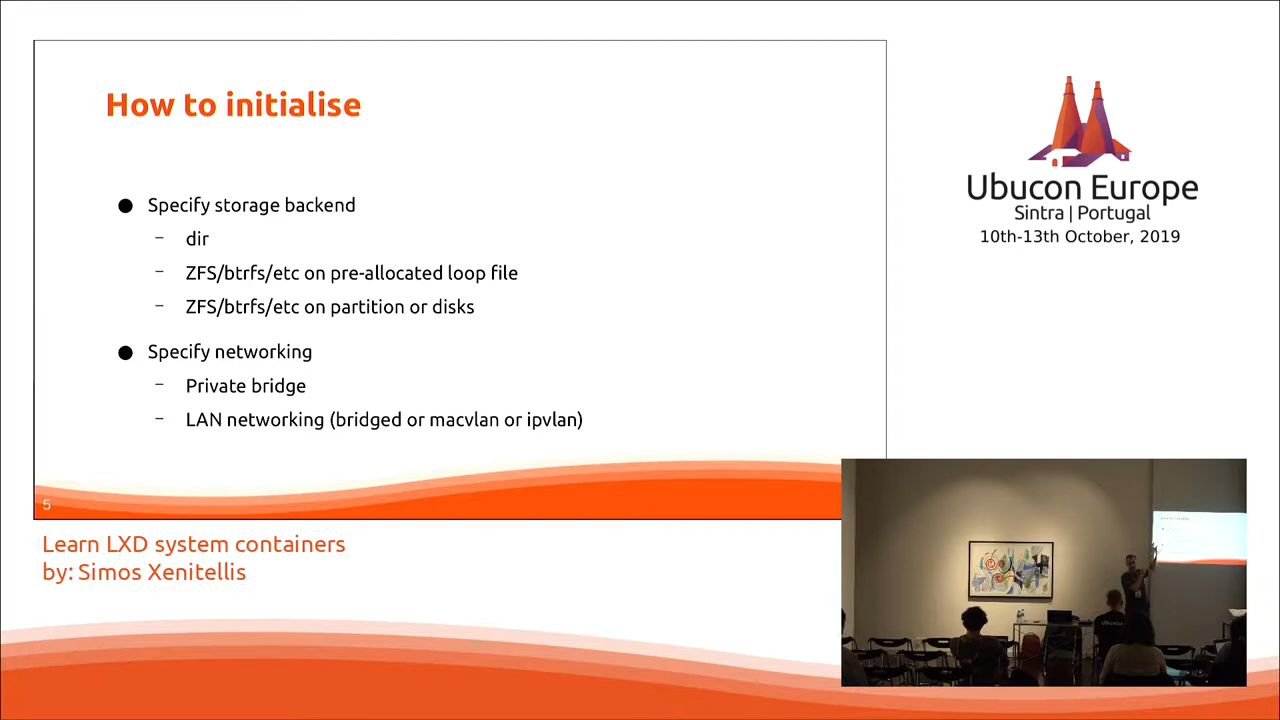 How to initialise
● Specify storage backend
– dir
– ZFS/btrfs/etc on pre-allocated loop file
– ZFS/btrfs/etc on partition or disks
● Specify networking
– Private bridge
– LAN networking (bridged or macvlan or ipvlan)
5
Learn LXD system containers
by: Simos Xenitellis
Ubucon Europe
Sintra | Portugal
10th-13th October, 2019
Ubucon